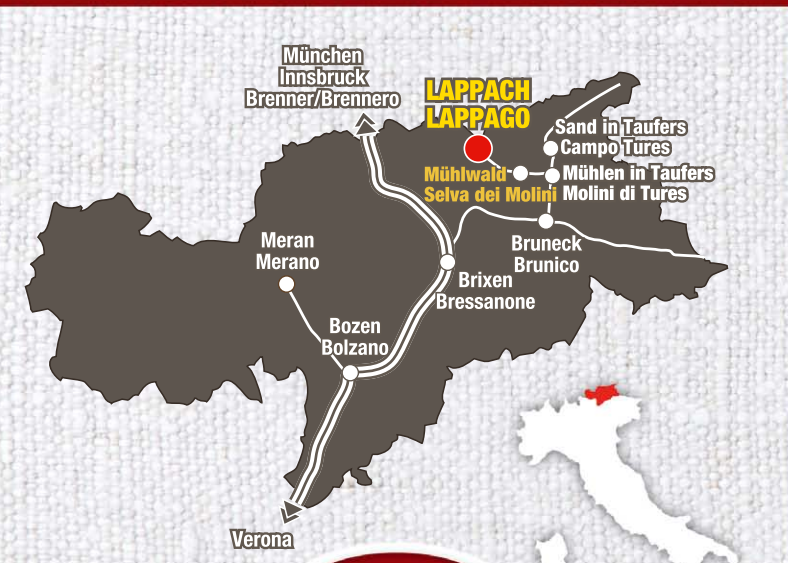 München
Innsbruck
Brenner/Brennero
LAPPACH
LAPPAGO
Sand in Taufers
Campo Tures
Mühlwald
Selva dei Molini
Mühlen in Taufers
Molini di Tures
Meran
Merano
Bruneck
Brunico
Brixen
Bressanone
Bozen
Bolzano
Verona